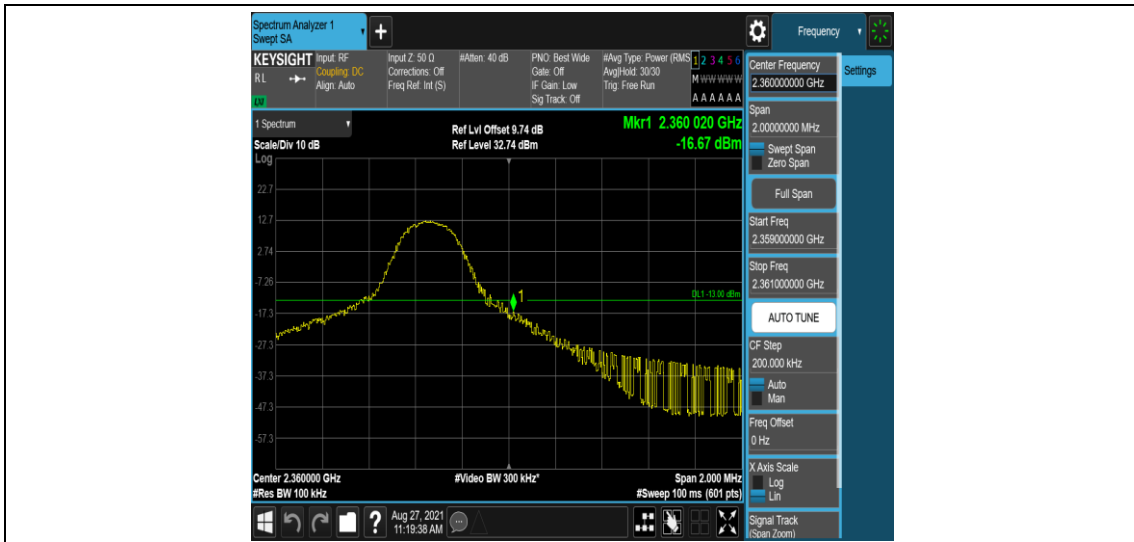 Spectrum Analyzer 1
Swept SA
+
Frequency
KEYSIGHT
RL
LM
Input: RF
Coupling: DC
Align: Auto
Input Z: 50 Ω
Corrections: Off
Freq Ref: Int (S)
#Atten: 40 dB
PNO: Best Wide
Gate: Off
IF Gain: Low
Sig Track: Off
#Avg Type: Power (RMS
Avg|Hold: 30/30
Trig: Free Run
1 2 3 4 5 6
M W W W W W
A A A A A A
1 Spectrum
Scale/Div 10 dB
Ref Lvl Offset 9.74 dB
Ref Level 32.74 dBm
Mkr1 2.360 020 GHz
-16.67 dBm
Log
22.7
12.7
2.74
-7.26
-17.3
-27.3
-37.3
-47.3
-57.3
1
DL1 -13.00 dBm
Center 2.360000 GHz
#Res BW 100 kHz
#Video BW 300 kHz*
Span 2.000 MHz
#Sweep 100 ms (601 pts)
Center Frequency
2.360000000 GHz
Settings
Span
2.00000000 MHz
Swept Span
Zero Span
Full Span
Start Freq
2.359000000 GHz
Stop Freq
2.361000000 GHz
AUTO TUNE
CF Step
200.000 kHz
Auto
Man
Freq Offset
0 Hz
X Axis Scale
Log
Lin
Signal Track
(Span Zoom)
?
Aug 27, 2021
11:19:38 AM